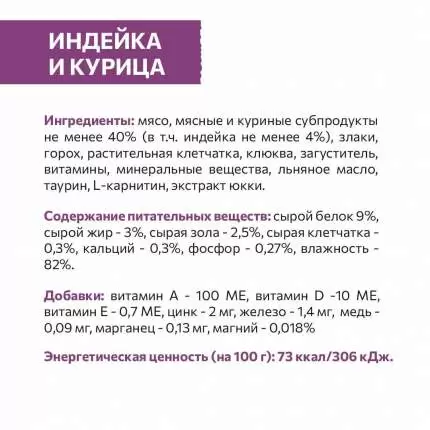 ИНДЕЙКА
И КУРИЦА
Ингредиенты: мясо, мясные и куриные субпродукты
не менее 40% (в т.ч. индейка не менее 4%), злаки,
горох, растительная клетчатка, клюква, загуститель,
витамины, минеральные вещества, льняное масло,
таурин, L-карнитин, экстракт юкки.
Содержание питательных веществ: сырой белок 9%,
сырой жир - 3%, сырая зола - 2,5%, сырая клетчатка -
0,3%, кальций - 0,3%, фосфор - 0,27%, влажность -
82%.
Добавки: витамин А - 100 МЕ, витамин D -10 МЕ,
витамин Е - 0,7 МЕ, цинк - 2 мг, железо - 1,4 мг, медь -
0,09 мг, марганец - 0,13 мг, магний - 0,018%
Энергетическая ценность (на 100 г): 73 ккал/306 кДж.